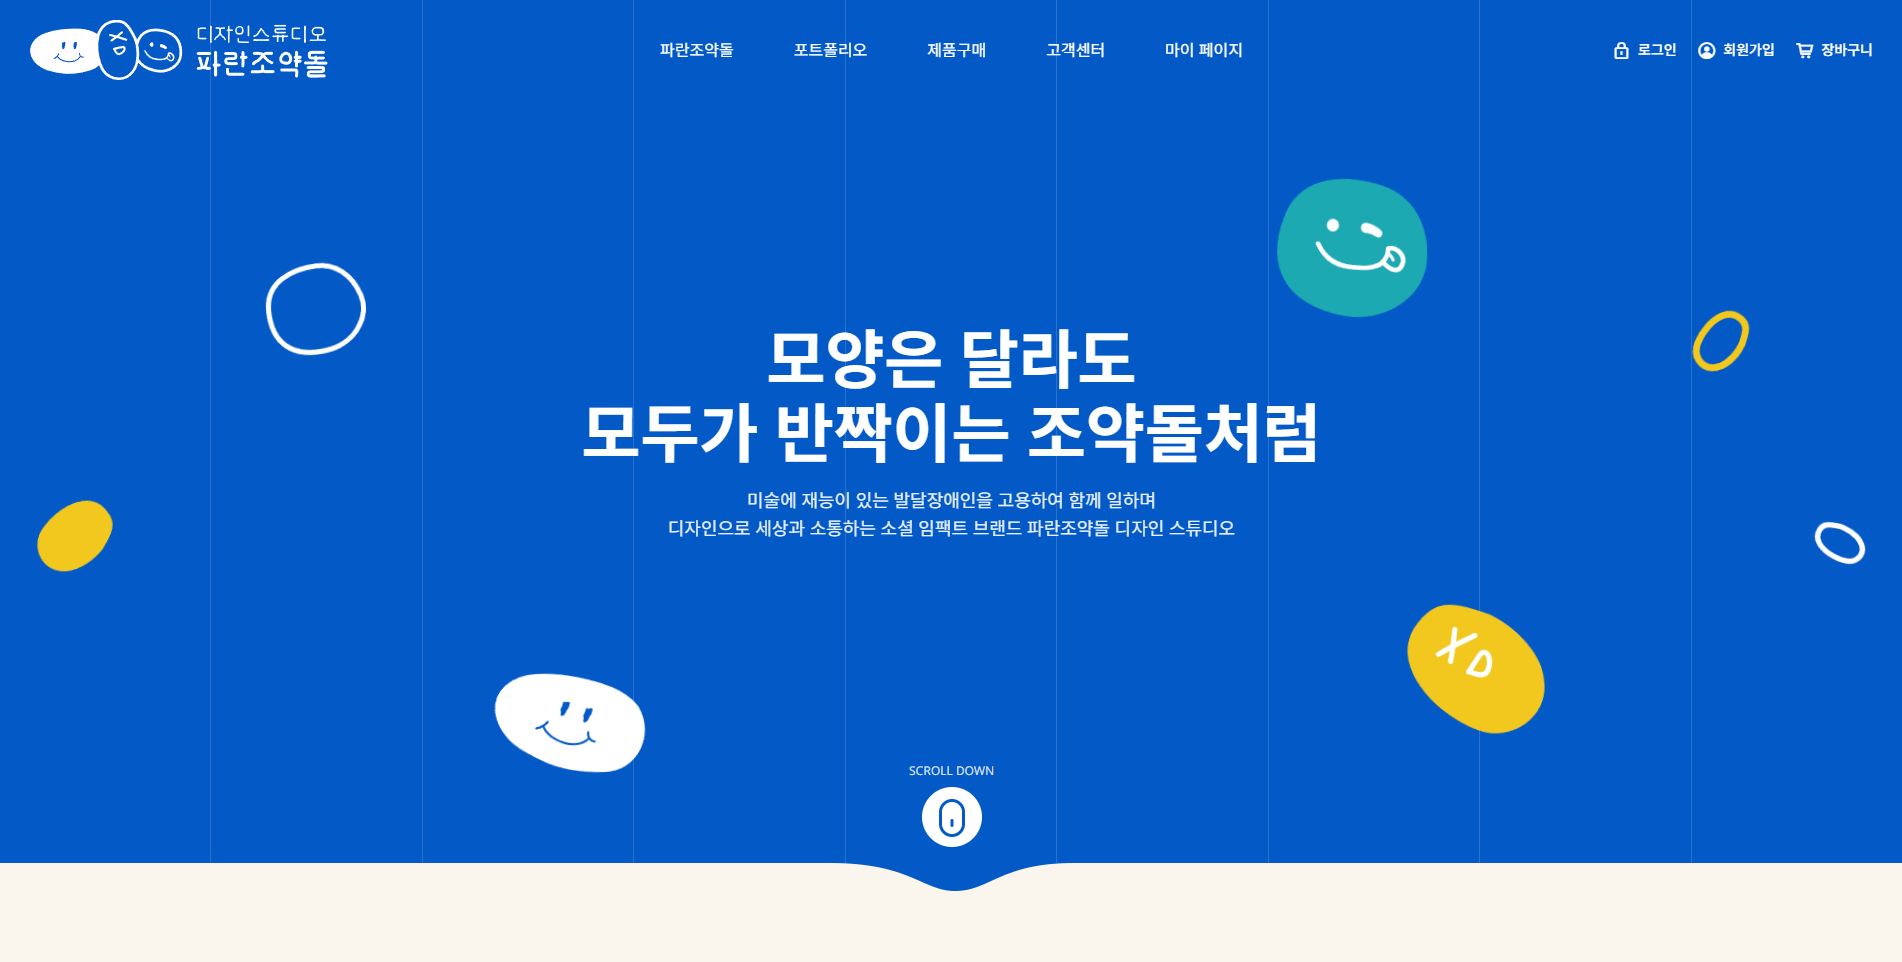 디자인스튜디오
파란조약돌
파란조약돌
포트폴리오
제품구매
고객센터
마이 페이지
로그인
회원가입
장바구니
모양은 달라도
모두가 반짝이는 조약돌처럼
미술에 재능이 있는 발달장애인을 고용하여 함께 일하며
디자인으로 세상과 소통하는 소셜 임팩트 브랜드 파란조약돌 디자인 스튜디오
XD
SCROLL DOWN